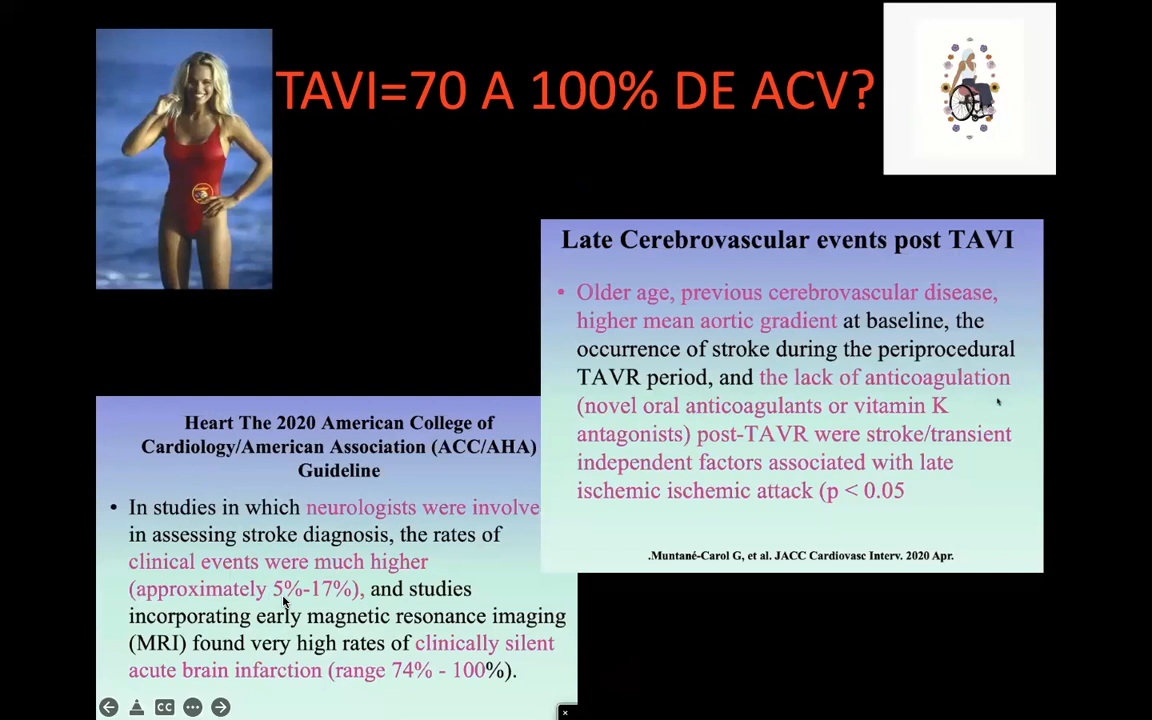 TAVI=70 A 100% DE ACV?
Late Cerebrovascular events post TAVI
• Older age, previous cerebrovascular disease,
higher mean aortic gradient at baseline, the
occurrence of stroke during the periprocedural
TAVR period, and the lack of anticoagulation
(novel oral anticoagulants or vitamin K
antagonists) post-TAVR were stroke/transient
independent factors associated with late
ischemic ischemic attack (p < 0.05
.Muntané-Carol G, et al. JACC Cardiovasc Interv. 2020 Apr.
Heart The 2020 American College of
Cardiology/American Association (ACC/AHA)
Guideline
• In studies in which neurologists were involve
in assessing stroke diagnosis, the rates of
clinical events were much higher
(approximately 5%-17%), and studies
incorporating early magnetic resonance imaging
(MRI) found very high rates of clinically silent
acute brain infarction (range 74% - 100%).
CC